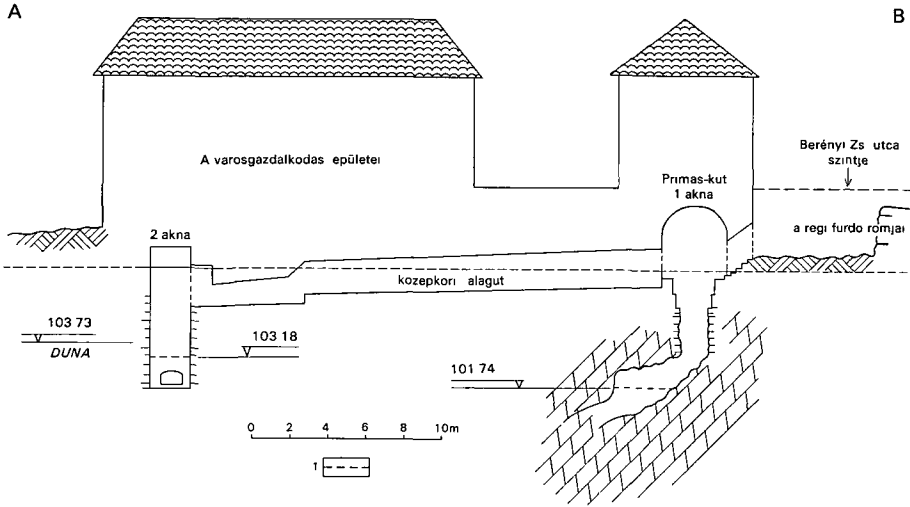 A
B
A varosgazdalkodas epületei
Berényi Zs utca
szintje
Primas-kut
1 akna
a regi furdo romjai
2 akna
kozepkori alagut
103 73
DUNA
103 18
101 74
0 2 4 6 8 10m
1